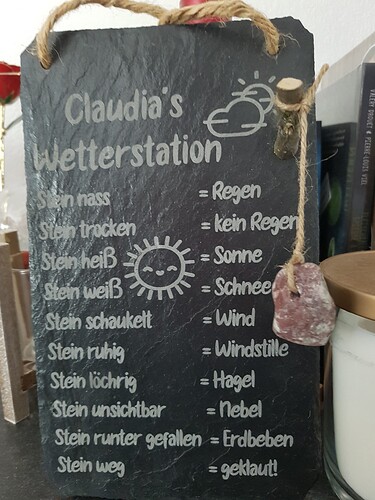 Claudia's
Wetterstation
Stein nass = Regen
Stein trocken = kein Regen
Stein heiß = Sonne
Stein weiß = Schnee
Stein schaukelt = Wind
Stein ruhig = Windstille
Stein löchrig = Hagel
Stein unsichtbar = Nebel
Stein runter gefallen = Erdbeben
Stein weg = geklaut!